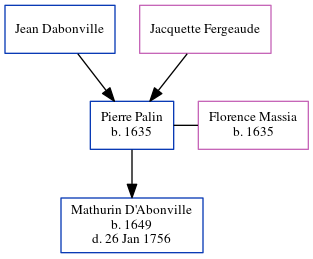 Jean Dabonville
Jacquette Fergeaude
Pierre Palin
b. 1635
Florence Massia
b. 1635
Mathurin D'Abonville
b. 1649
d. 26 Jan 1756